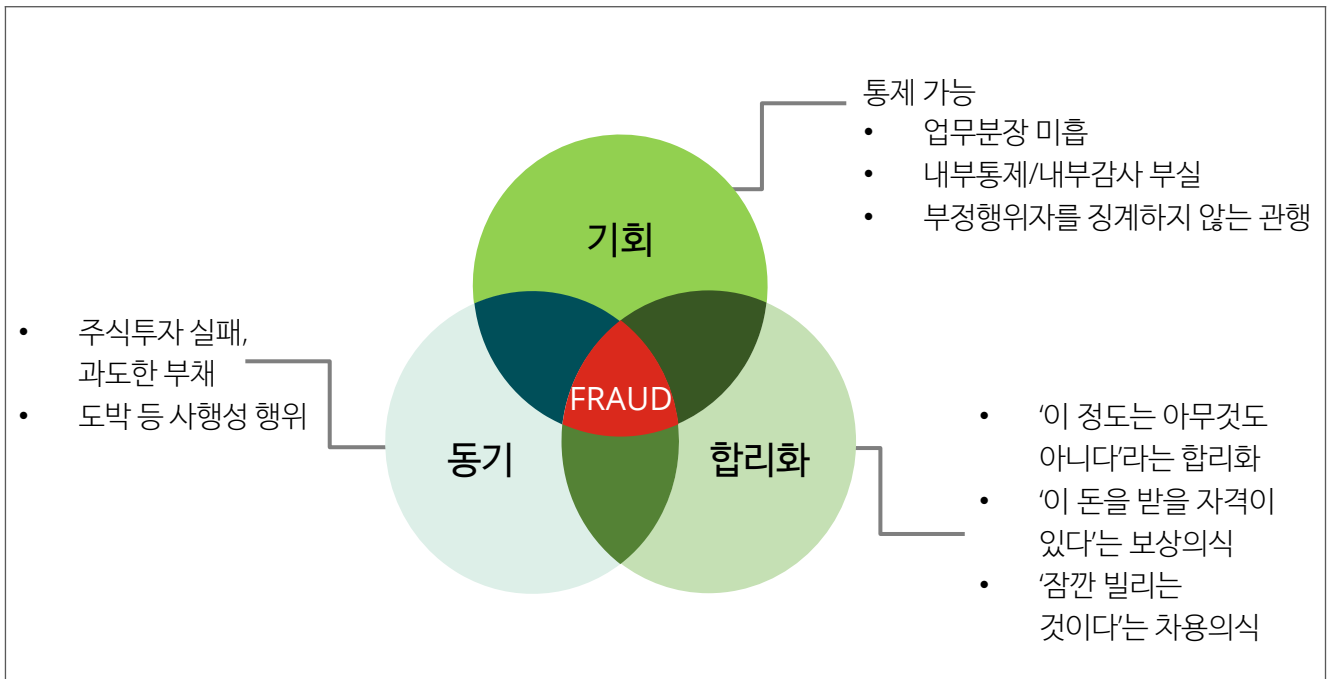 통제 가능
• 업무분장 미흡
• 내부통제/내부감사 부실
• 부정행위자를 징계하지 않는 관행
기회
• 주식투자 실패,
과도한 부채
• 도박 등 사행성 행위
FRAUD
동기
합리화
• ‘이 정도는 아무것도
아니다’라는 합리화
• ‘이 돈을 받을 자격이
있다’는 보상의식
• ‘잠깐 빌리는
것이다’는 차용의식